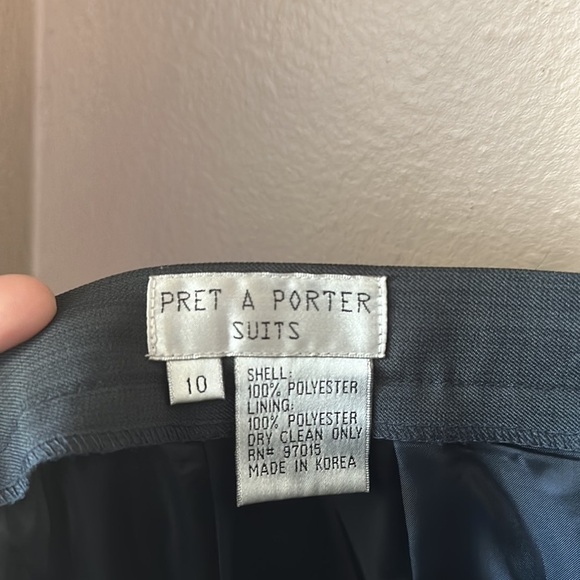 PRET A PORTER
SUITS
10
SHELL:
100% POLYESTER
LINING:
100% POLYESTER
DRY CLEAN ONLY
RN# 97015
MADE IN KOREA